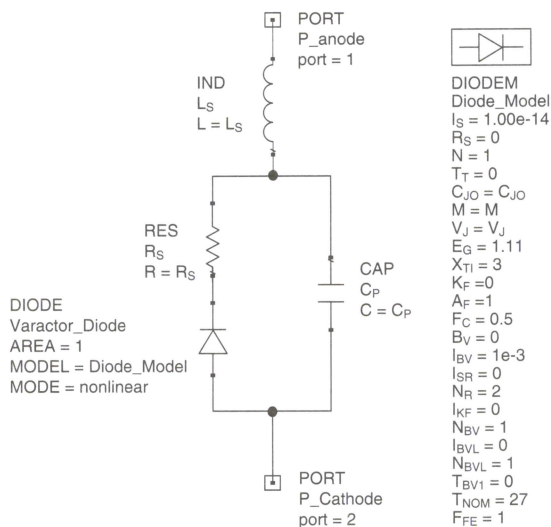 PORT
P_anode
port = 1
IND
LS
L = LS
RES
RS
R = RS
CAP
CP
C = CP
DIODE
Varactor_Diode
AREA = 1
MODEL = Diode_Model
MODE = nonlinear
PORT
P_Cathode
port = 2
DIODEM
Diode_Model
IS = 1.00e-14
RS = 0
N = 1
TT = 0
CJO = CJO
M = M
VJ = VJ
EG = 1.11
XTI = 3
KF =0
AF =1
FC = 0.5
BV = 0
IBV = 1e-3
ISR = 0
NR = 2
IKF = 0
NBV = 1
IBVL = 0
NBVL = 1
TBV1 = 0
TNOM = 27
FFE = 1